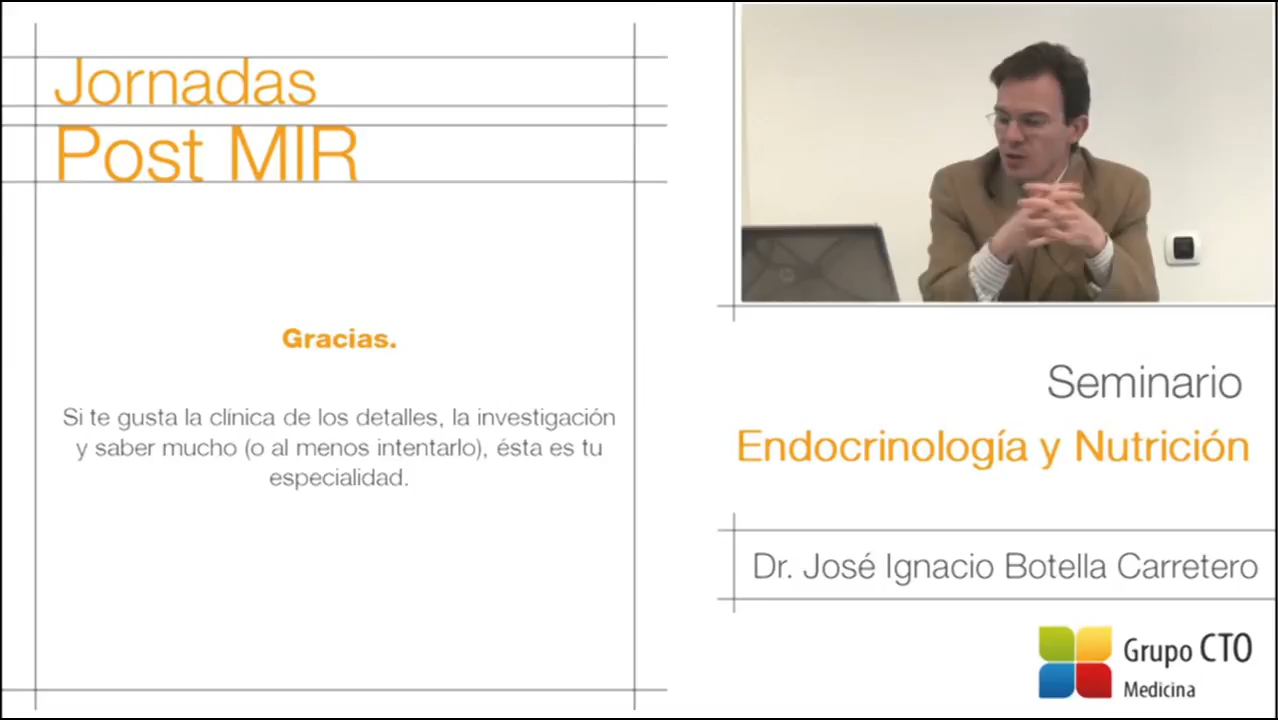 Jornadas
Post MIR
Gracias.
Si te gusta la clínica de los detalles, la investigación
y saber mucho (o al menos intentarlo), ésta es tu
especialidad.
Seminario
Endocrinología y Nutrición
Dr. José Ignacio Botella Carretero
Grupo CTO
Medicina